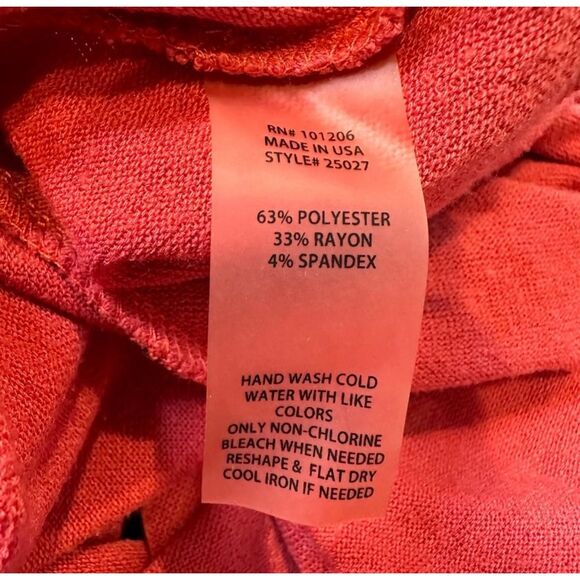 RN# 101206
MADE IN USA
STYLE# 25027
63% POLYESTER
33% RAYON
4% SPANDEX
HAND WASH COLD
WATER WITH LIKE
COLORS
ONLY NON-CHLORINE
BLEACH WHEN NEEDED
RESHAPE & FLAT DRY
COOL IRON IF NEEDED